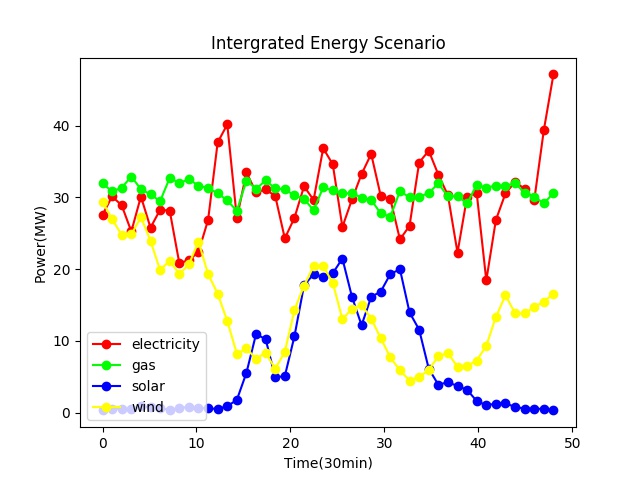 Intergrated Energy Scenario
Power(MW)
40
30
20
10
0
electricity
gas
solar
wind
0 10 20 30 40 50
Time(30min)